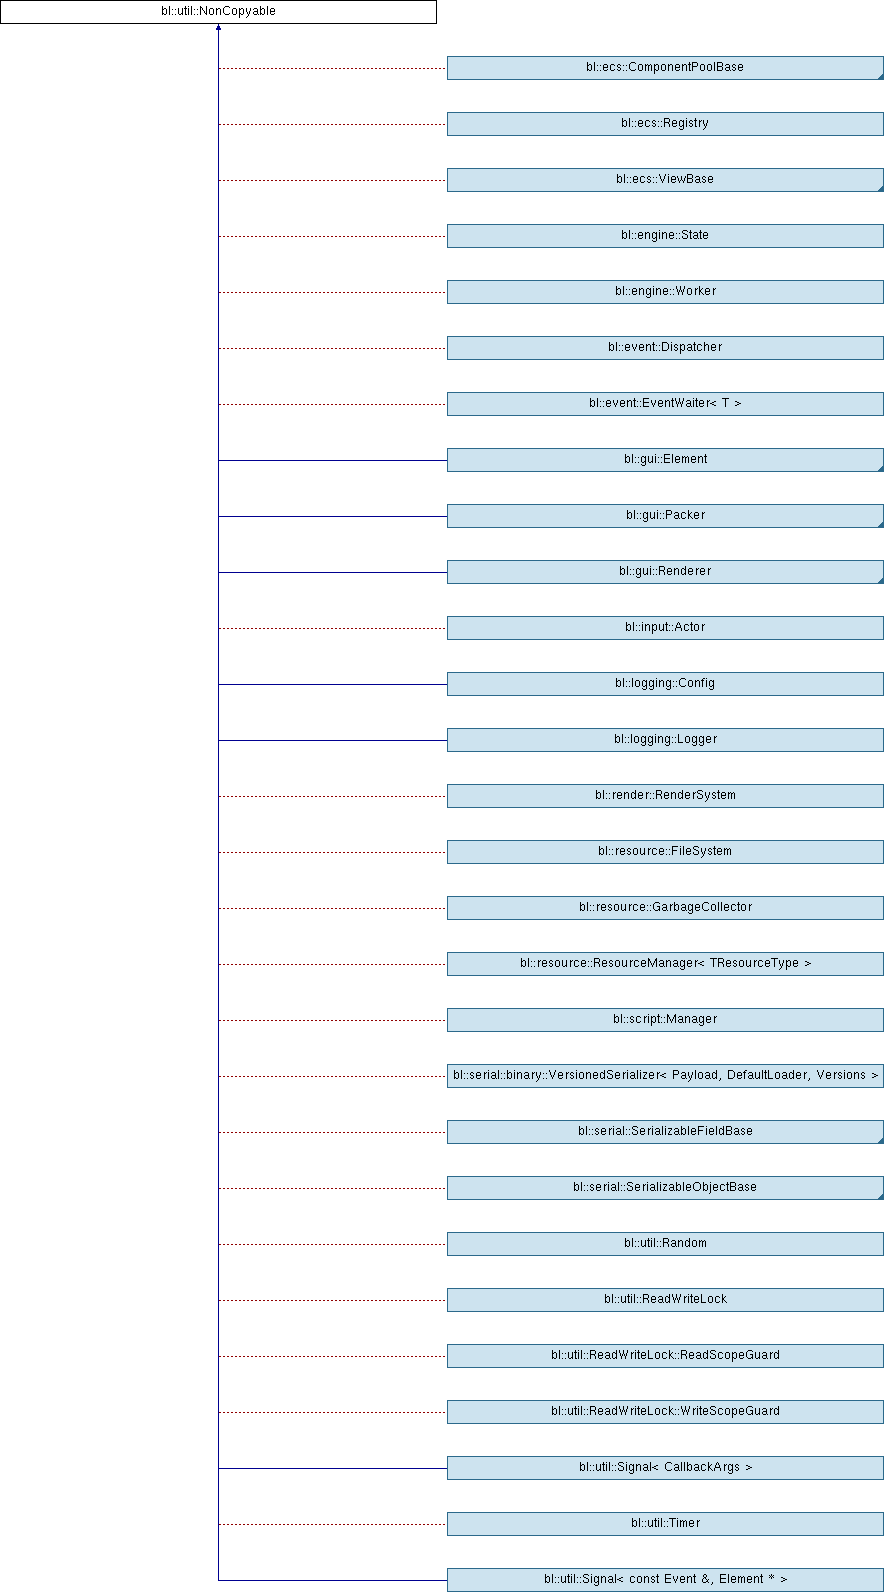 bl::util::NonCopyable
bl::ecs::ComponentPoolBase
bl::ecs::Registry
bl::ecs::ViewBase
bl::engine::State
bl::engine::Worker
bl::event::Dispatcher
bl::event::EventWaiter< T >
bl::gui::Element
bl::gui::Packer
bl::gui::Renderer
bl::input::Actor
bl::logging::Config
bl::logging::Logger
bl::render::RenderSystem
bl::resource::FileSystem
bl::resource::GarbageCollector
bl::resource::ResourceManager< TResourceType >
bl::script::Manager
bl::serial::binary::VersionedSerializer< Payload, DefaultLoader, Versions >
bl::serial::SerializableFieldBase
bl::serial::SerializableObjectBase
bl::util::Random
bl::util::ReadWriteLock
bl::util::ReadWriteLock::ReadScopeGuard
bl::util::ReadWriteLock::WriteScopeGuard
bl::util::Signal< CallbackArgs >
bl::util::Timer
bl::util::Signal< const Event &, Element * >